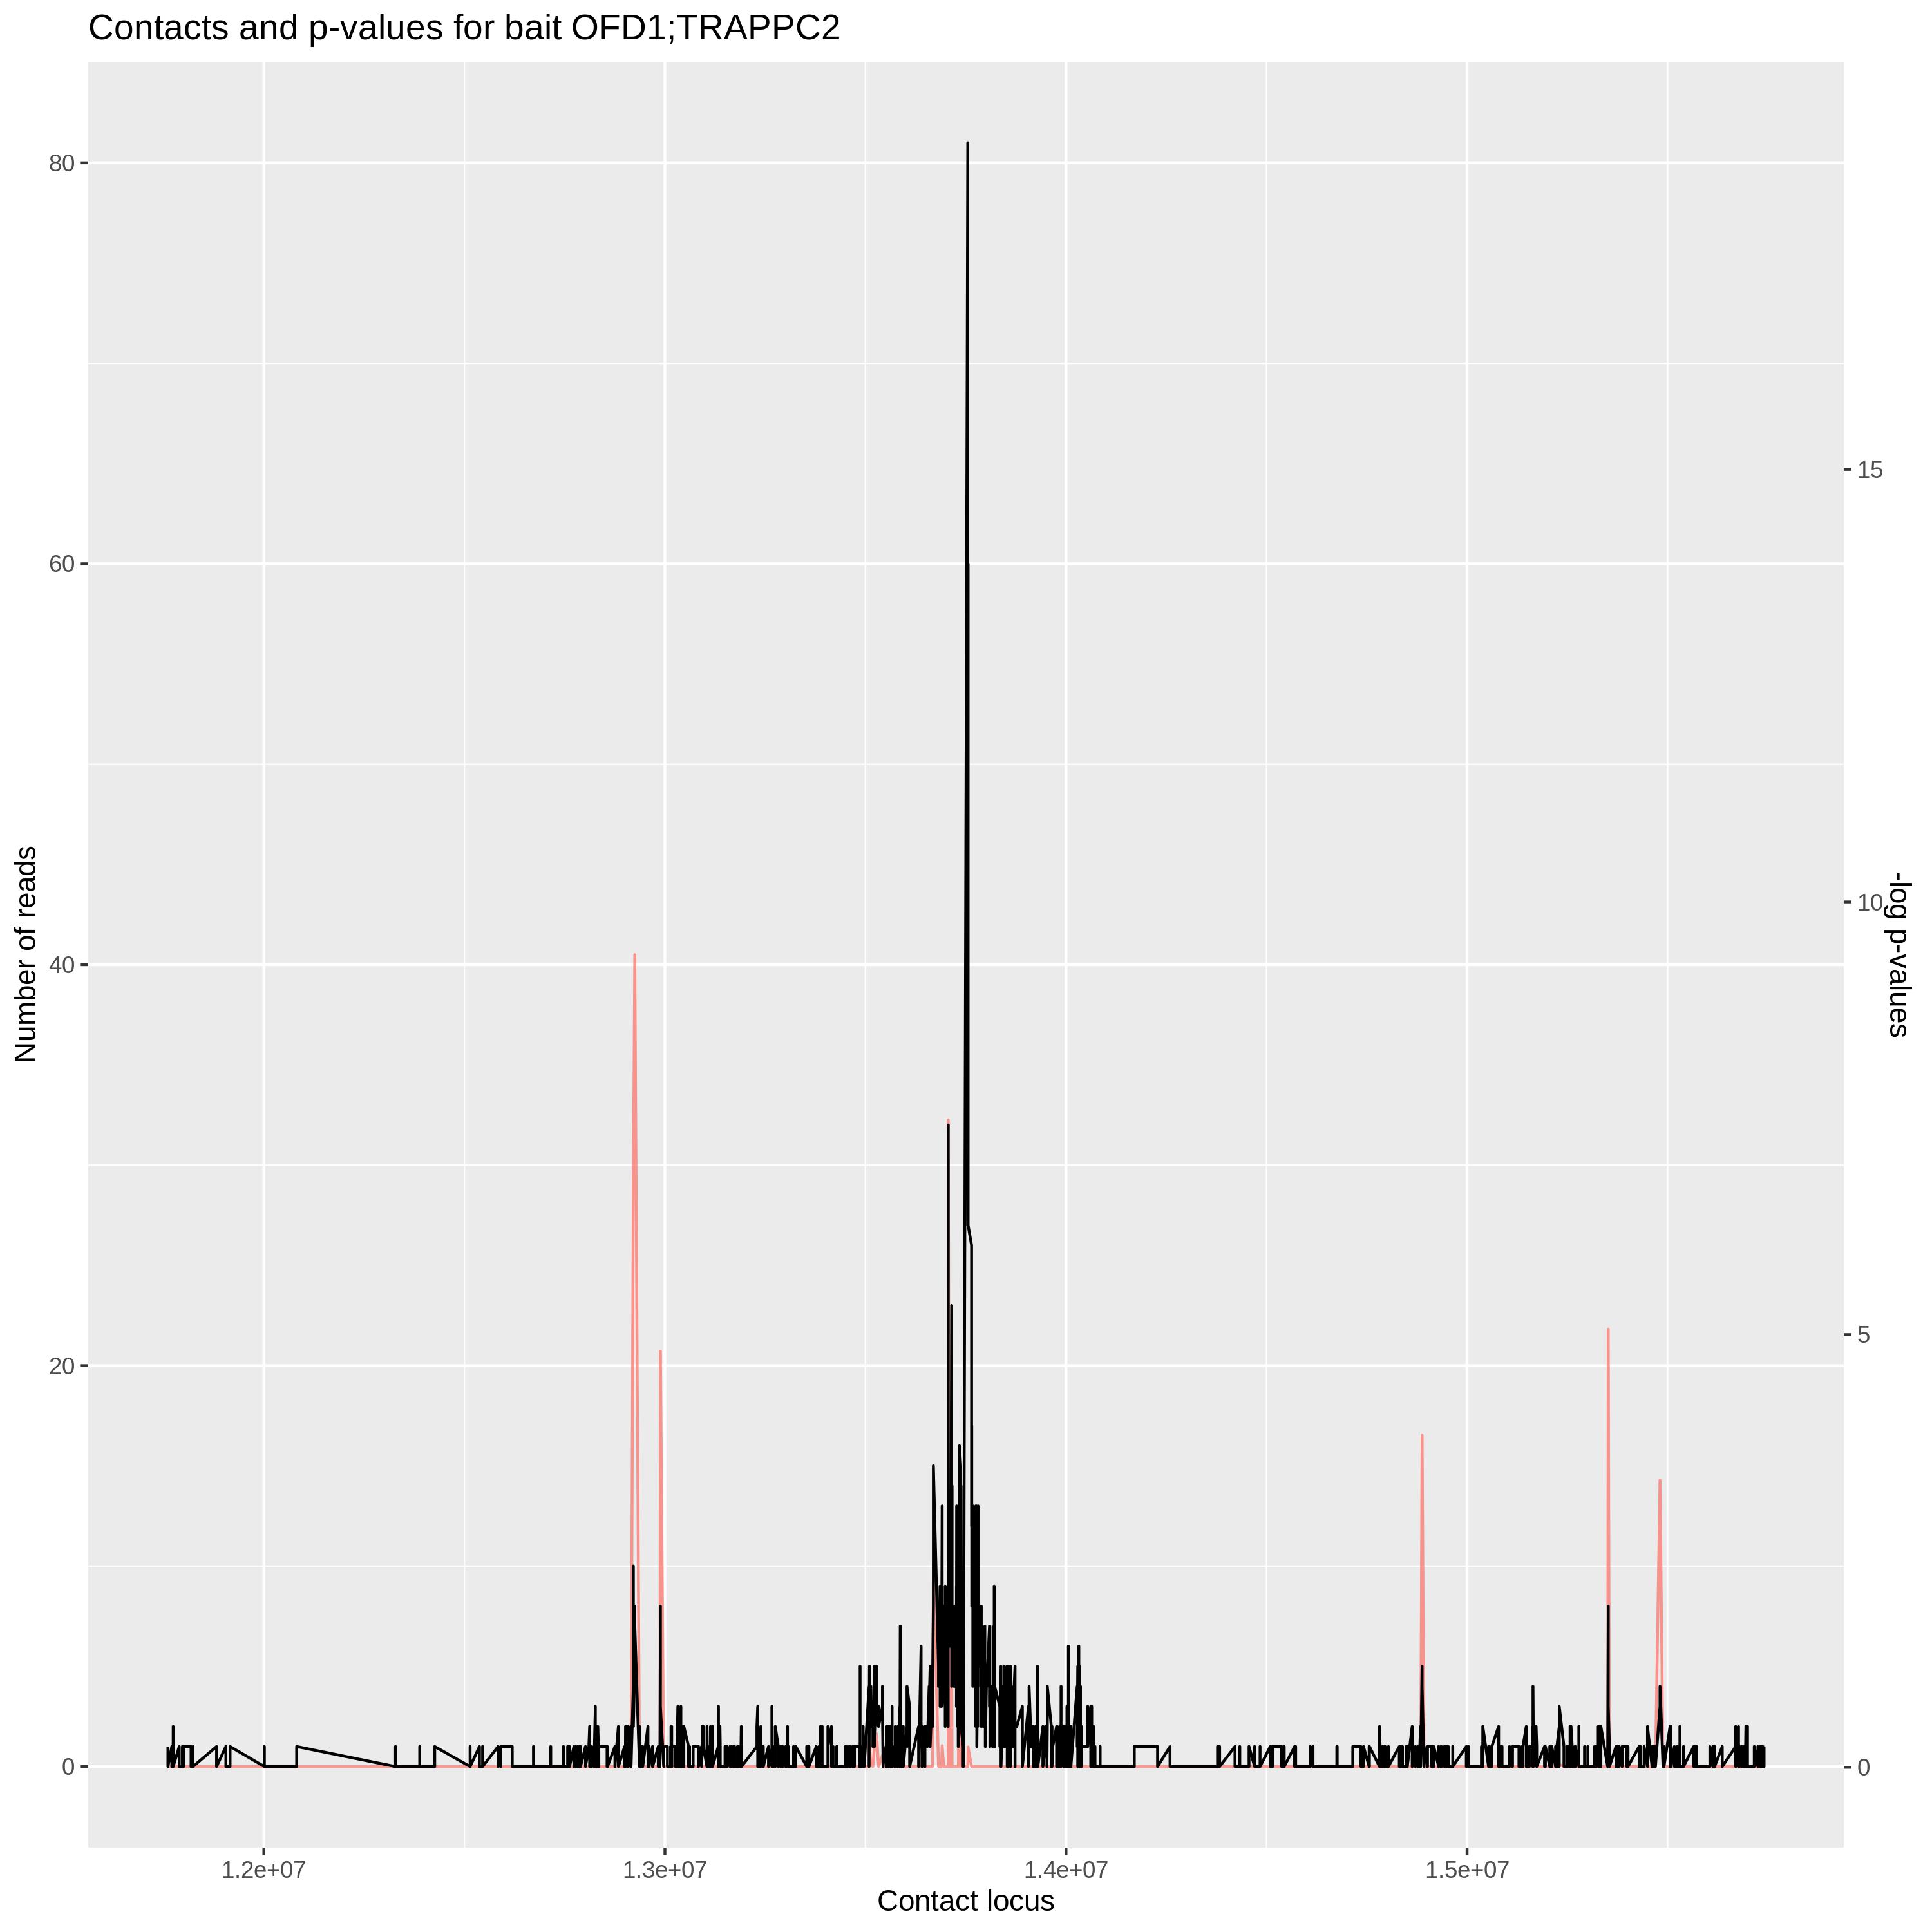 Contacts and p-values for bait OFD1;TRAPPC2
Number of reads
80
60
40
20
0
15
10
5
0
-log p-values
1.2e+07 1.3e+07 1.4e+07 1.5e+07
Contact locus